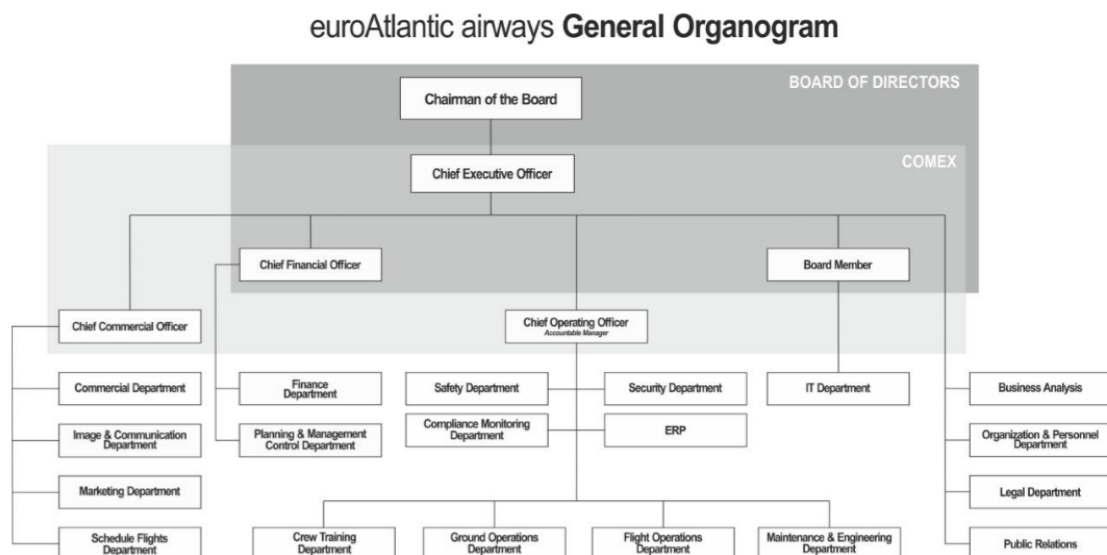 euroAtlantic airways General Organogram
BOARD OF DIRECTORS
Chairman of the Board
COMEX
Chief Executive Officer
Chief Financial Officer
Board Member
Chief Commercial Officer
Chief Operating Officer
Accountable Manager
Commercial Department
Finance
Department
Safety Department
Security Department
IT Department
Business Analysis
Image & Communication
Department
Planning & Management
Control Department
Compliance Monitoring
Department
ERP
Organization & Personnel
Department
Marketing Department
Legal Department
Schedule Flights
Department
Crew Training
Department
Ground Operations
Department
Flight Operations
Department
Maintenance & Engineering
Department
Public Relations